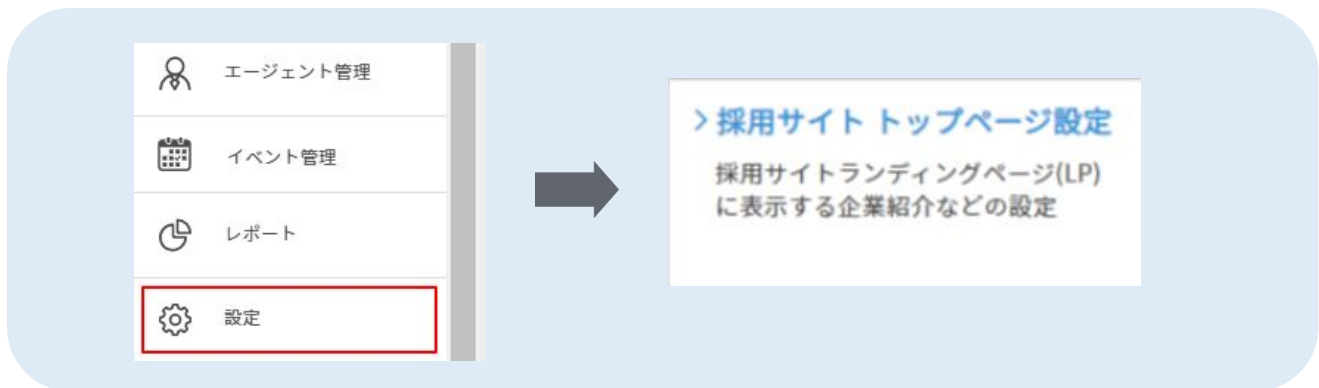 エージェント管理
イベント管理
レポート
設定
採用サイト トップページ設定
採用サイトランディングページ(LP)
に表示する企業紹介などの設定